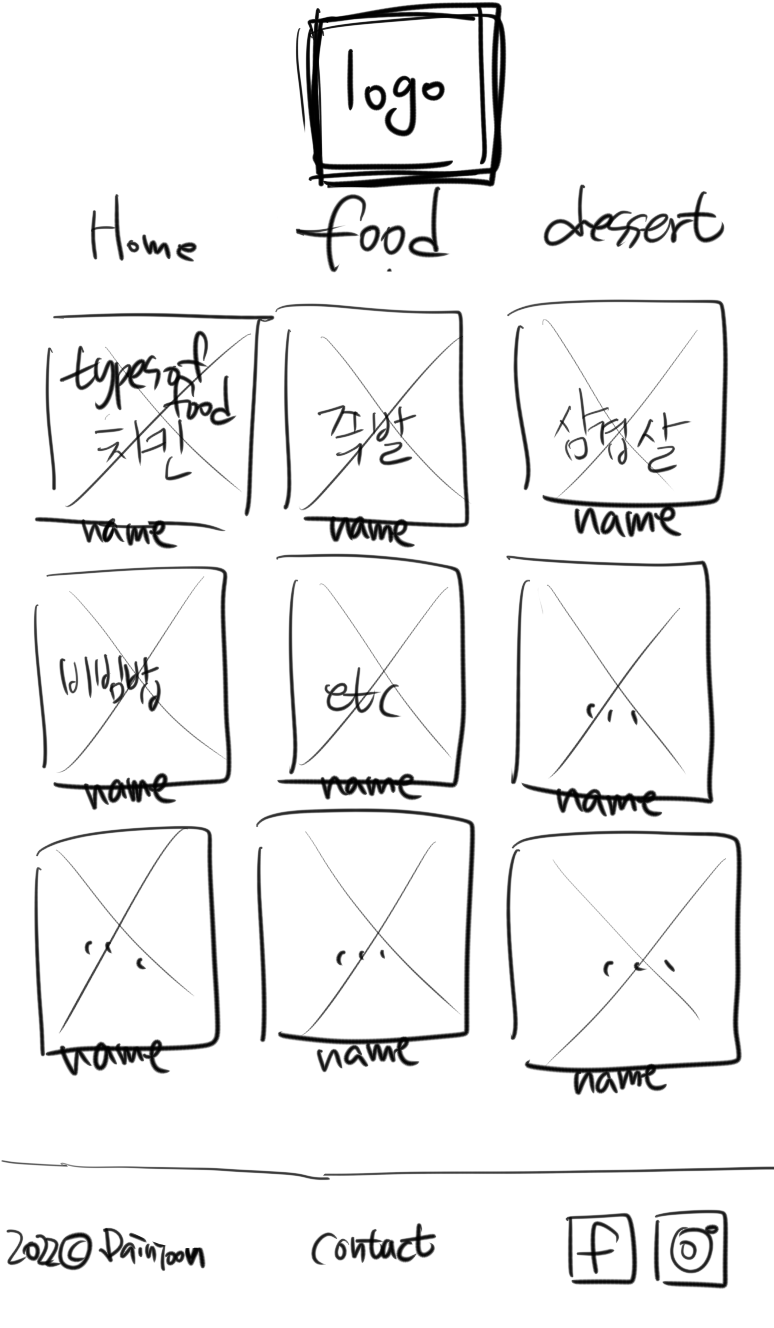 logo
Home food dessert
types of
food
치킨 족발 삼겹살
name name name
비빔밥 etc ...
name name name
... ... ...
name name name
2022© Dainjoon contact f